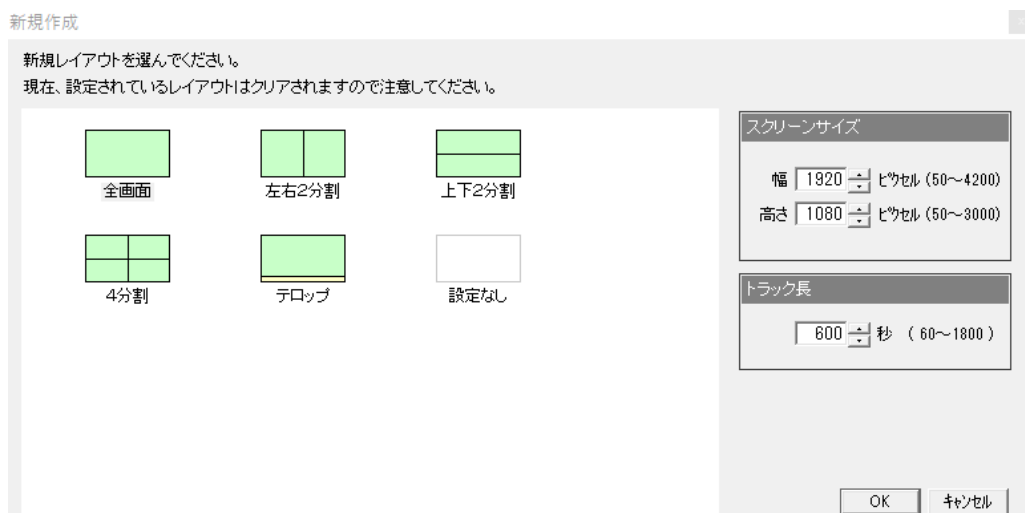 新規作成
新規レイアウトを選んでください。
現在、設定されているレイアウトはクリアされますので注意してください。
全画面
左右2分割
上下2分割
4分割
テロップ
設定なし
スクリーンサイズ
幅 1920 ピクセル (50～4200)
高さ 1080 ピクセル (50～3000)
トラック長
600 秒 ( 60～1800 )
OK
キャンセル